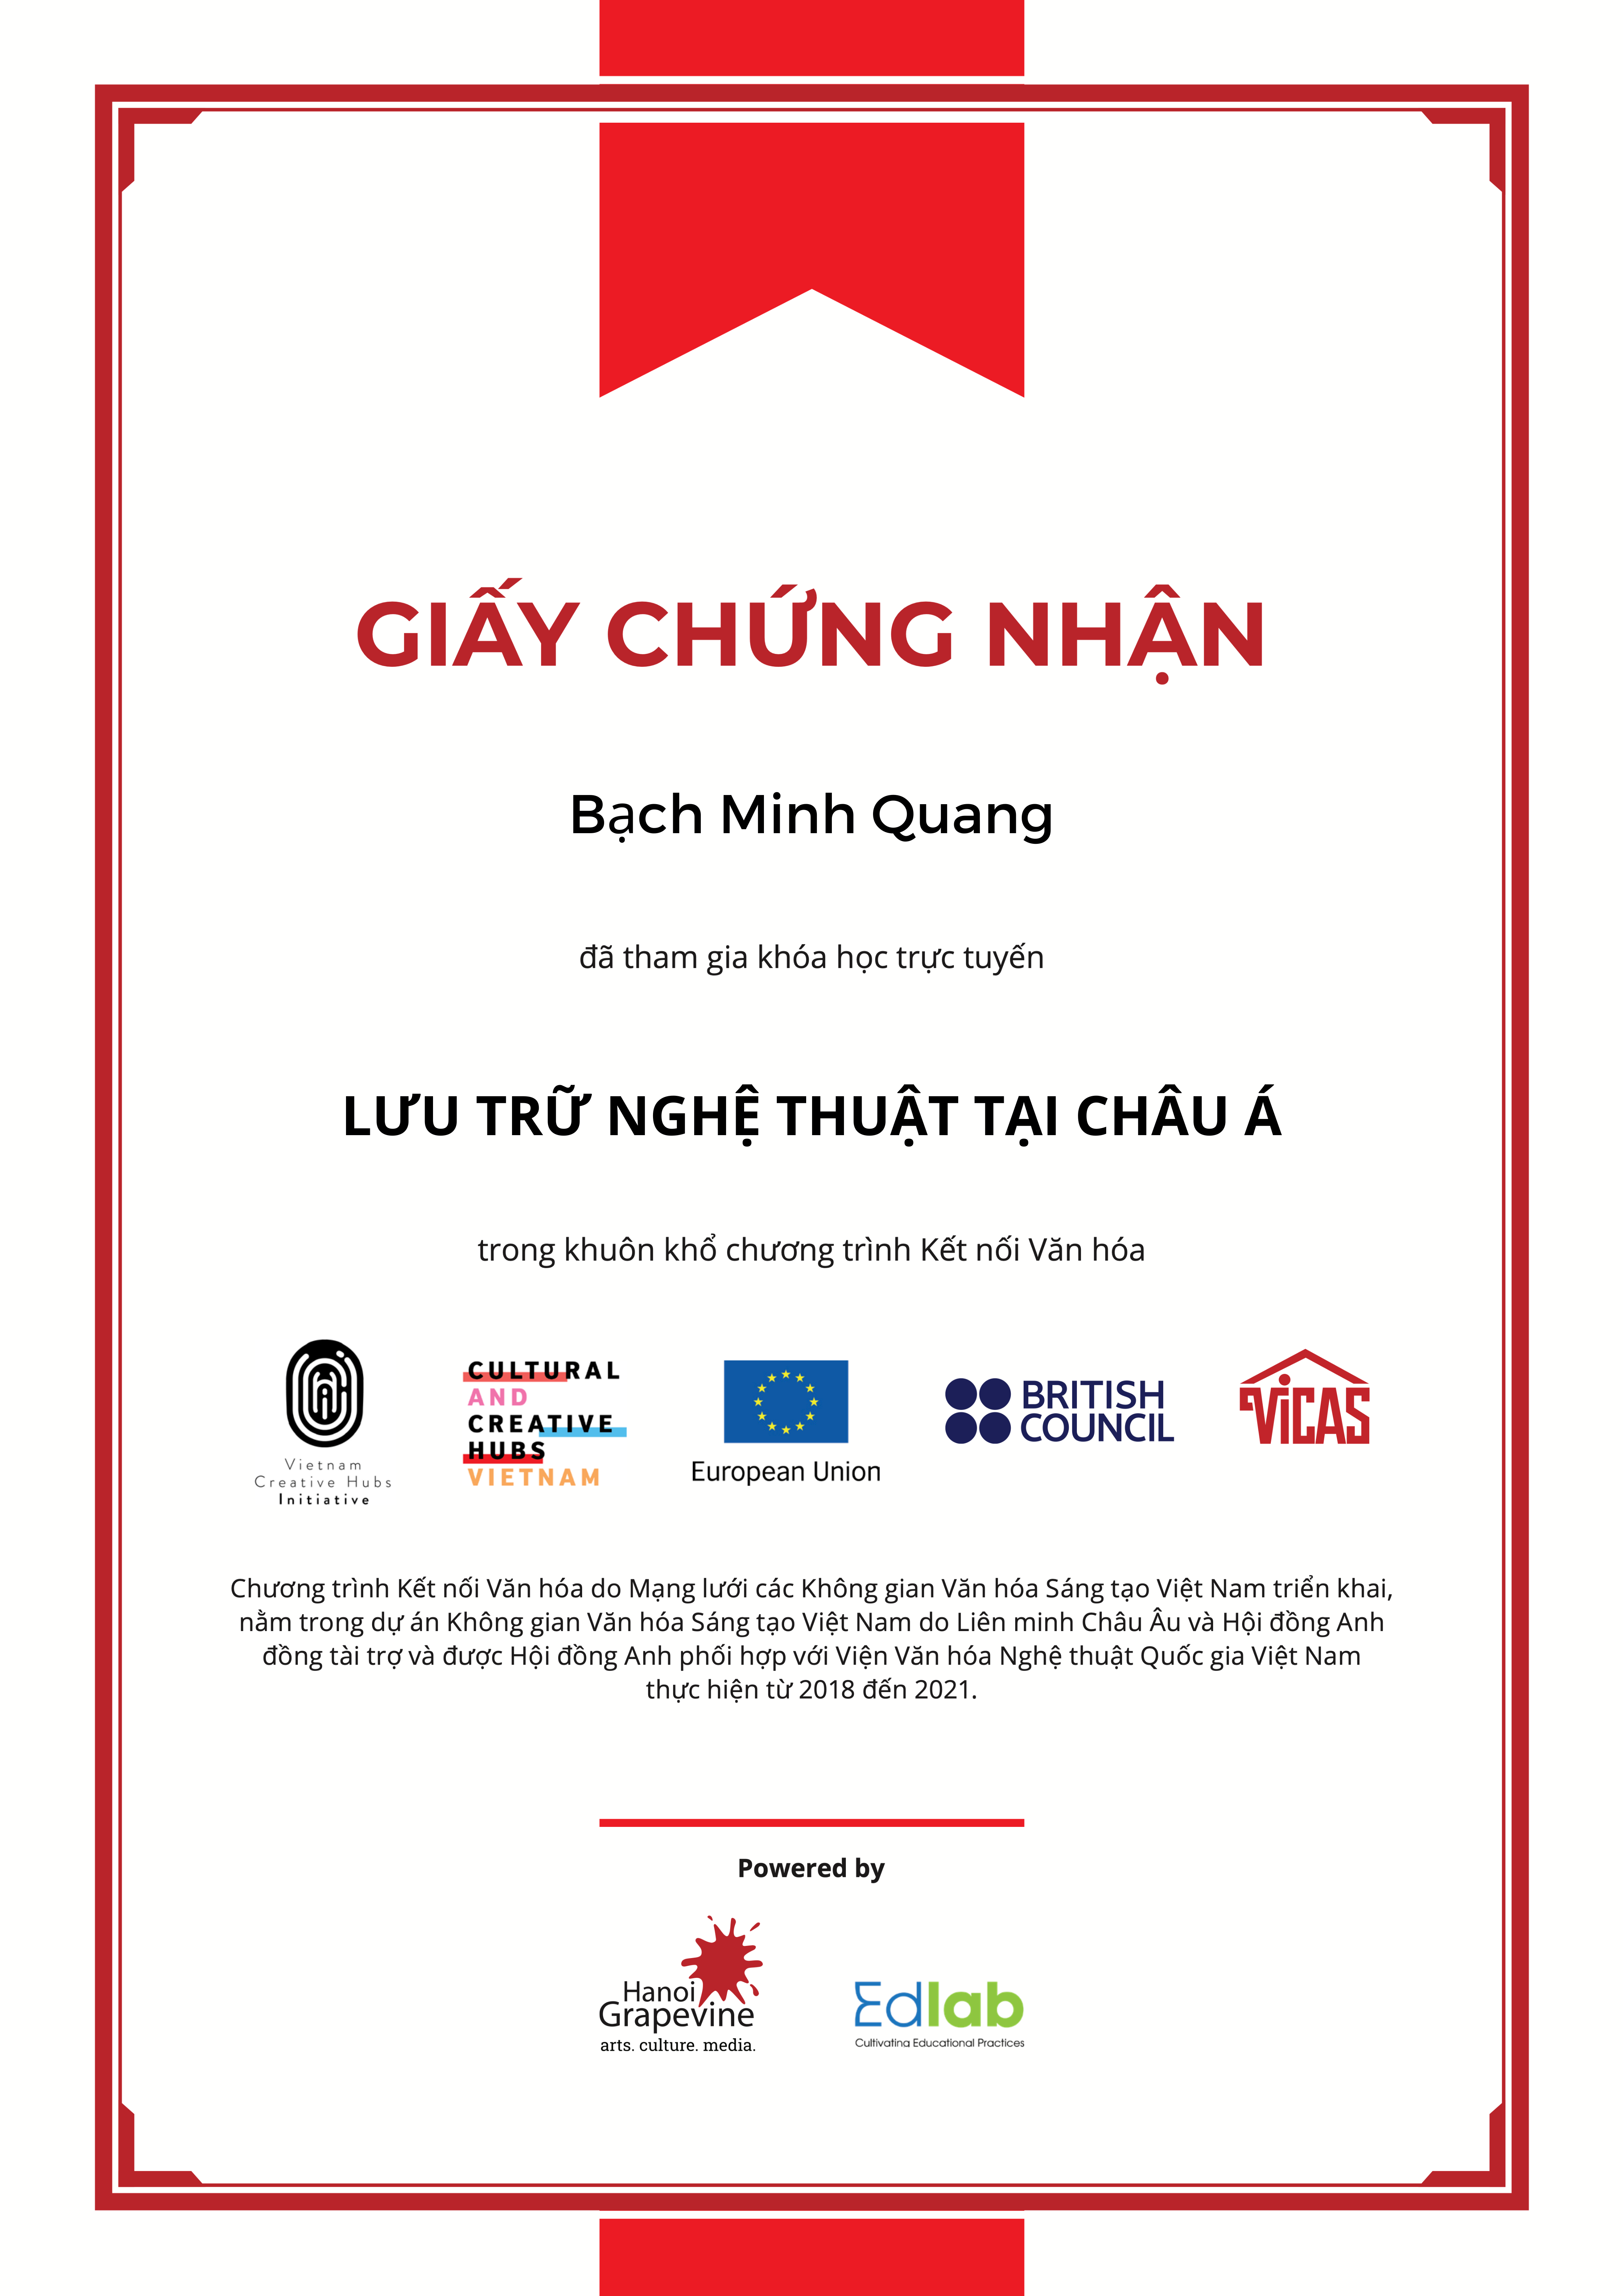 GIẤY CHỨNG NHẬN
Bạch Minh Quang
đã tham gia khóa học trực tuyến
LƯU TRỮ NGHỆ THUẬT TẠI CHÂU Á
trong khuôn khổ chương trình Kết nối Văn hóa
Vietnam
Creative Hubs
Initiative
CULTURAL
AND
CREATIVE
HUBS
VIETNAM
European Union
BRITISH
COUNCIL
VICAS
Chương trình Kết nối Văn hóa do Mạng lưới các Không gian Văn hóa Sáng tạo Việt Nam triển khai,
nằm trong dự án Không gian Văn hóa Sáng tạo Việt Nam do Liên minh Châu Âu và Hội đồng Anh
đồng tài trợ và được Hội đồng Anh phối hợp với Viện Văn hóa Nghệ thuật Quốc gia Việt Nam
thực hiện từ 2018 đến 2021.
Powered by
Hanoi
Grapevine
arts. culture. media.
Edlab
Cultivating Educational Practices